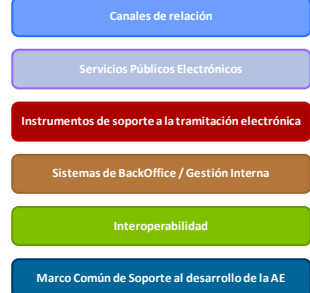 Canales de relación
Servicios Públicos Electrónicos
Instrumentos de soporte a la tramitación electrónica
Sistemas de BackOffice / Gestión Interna
Interoperabilidad
Marco Común de Soporte al desarrollo de la AE